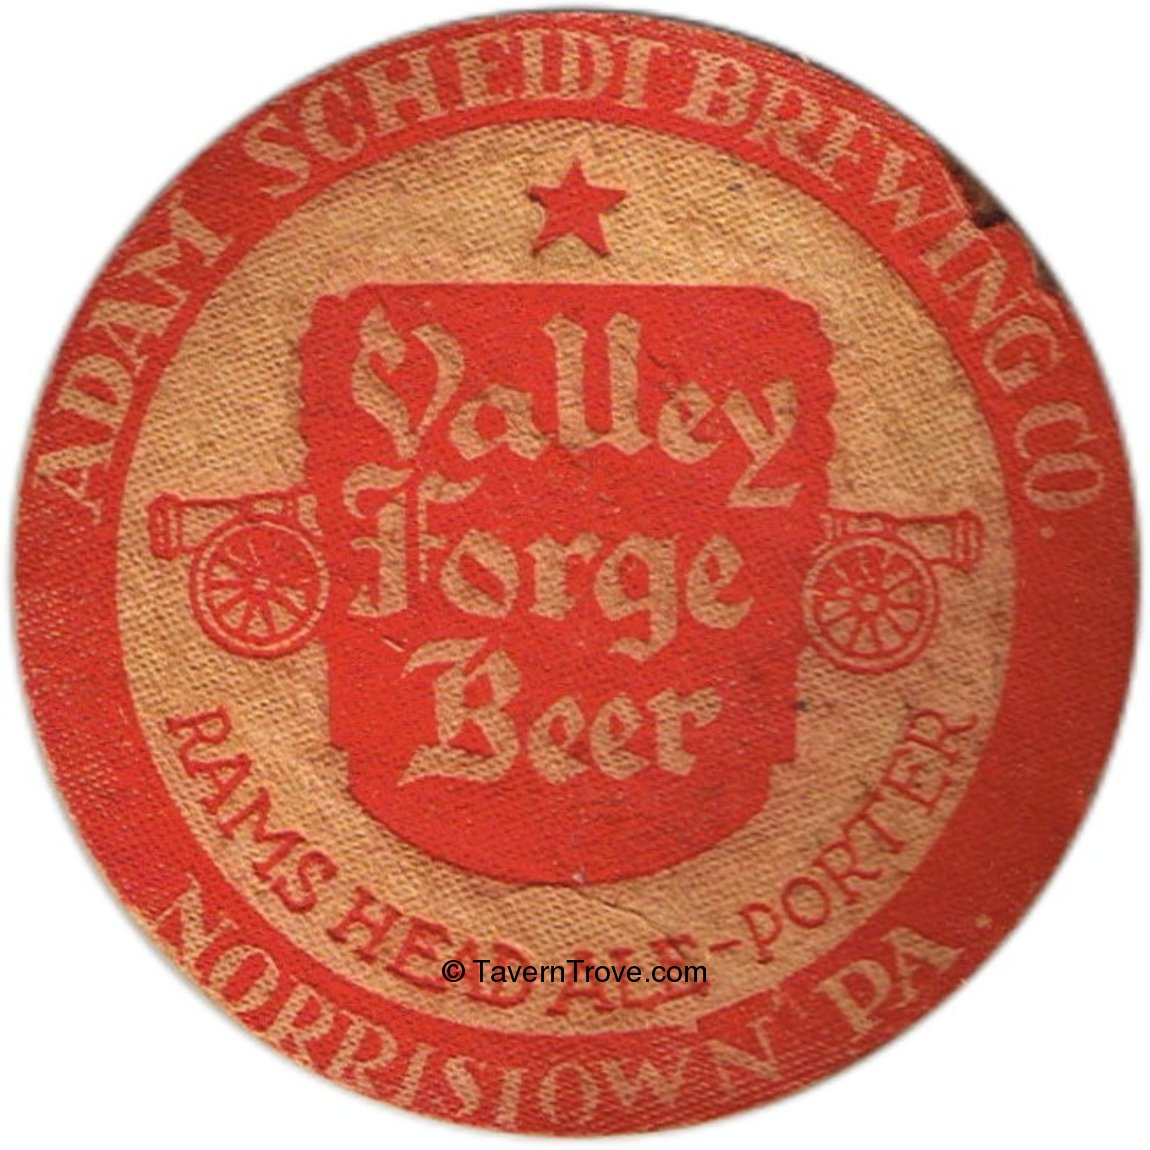 ADAM SCHEIDT BREWING CO.
Valley
Forge
Beer
RAMS HEAD ALE-PORTER
NORRISTOWN PA.
© TavernTrove.com